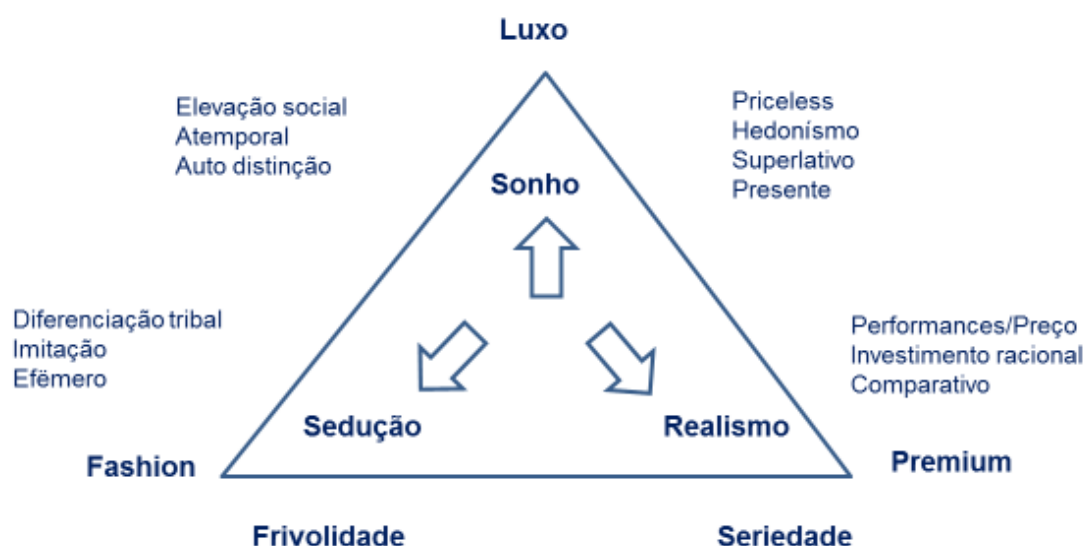 Luxo
Elevação social
Atemporal
Auto distinção
Priceless
Hedonísmo
Superlativo
Presente
Sonho
Diferenciação tribal
Imitação
Efëmero
Performances/Preço
Investimento racional
Comparativo
Sedução
Realismo
Fashion
Premium
Frivolidade
Seriedade